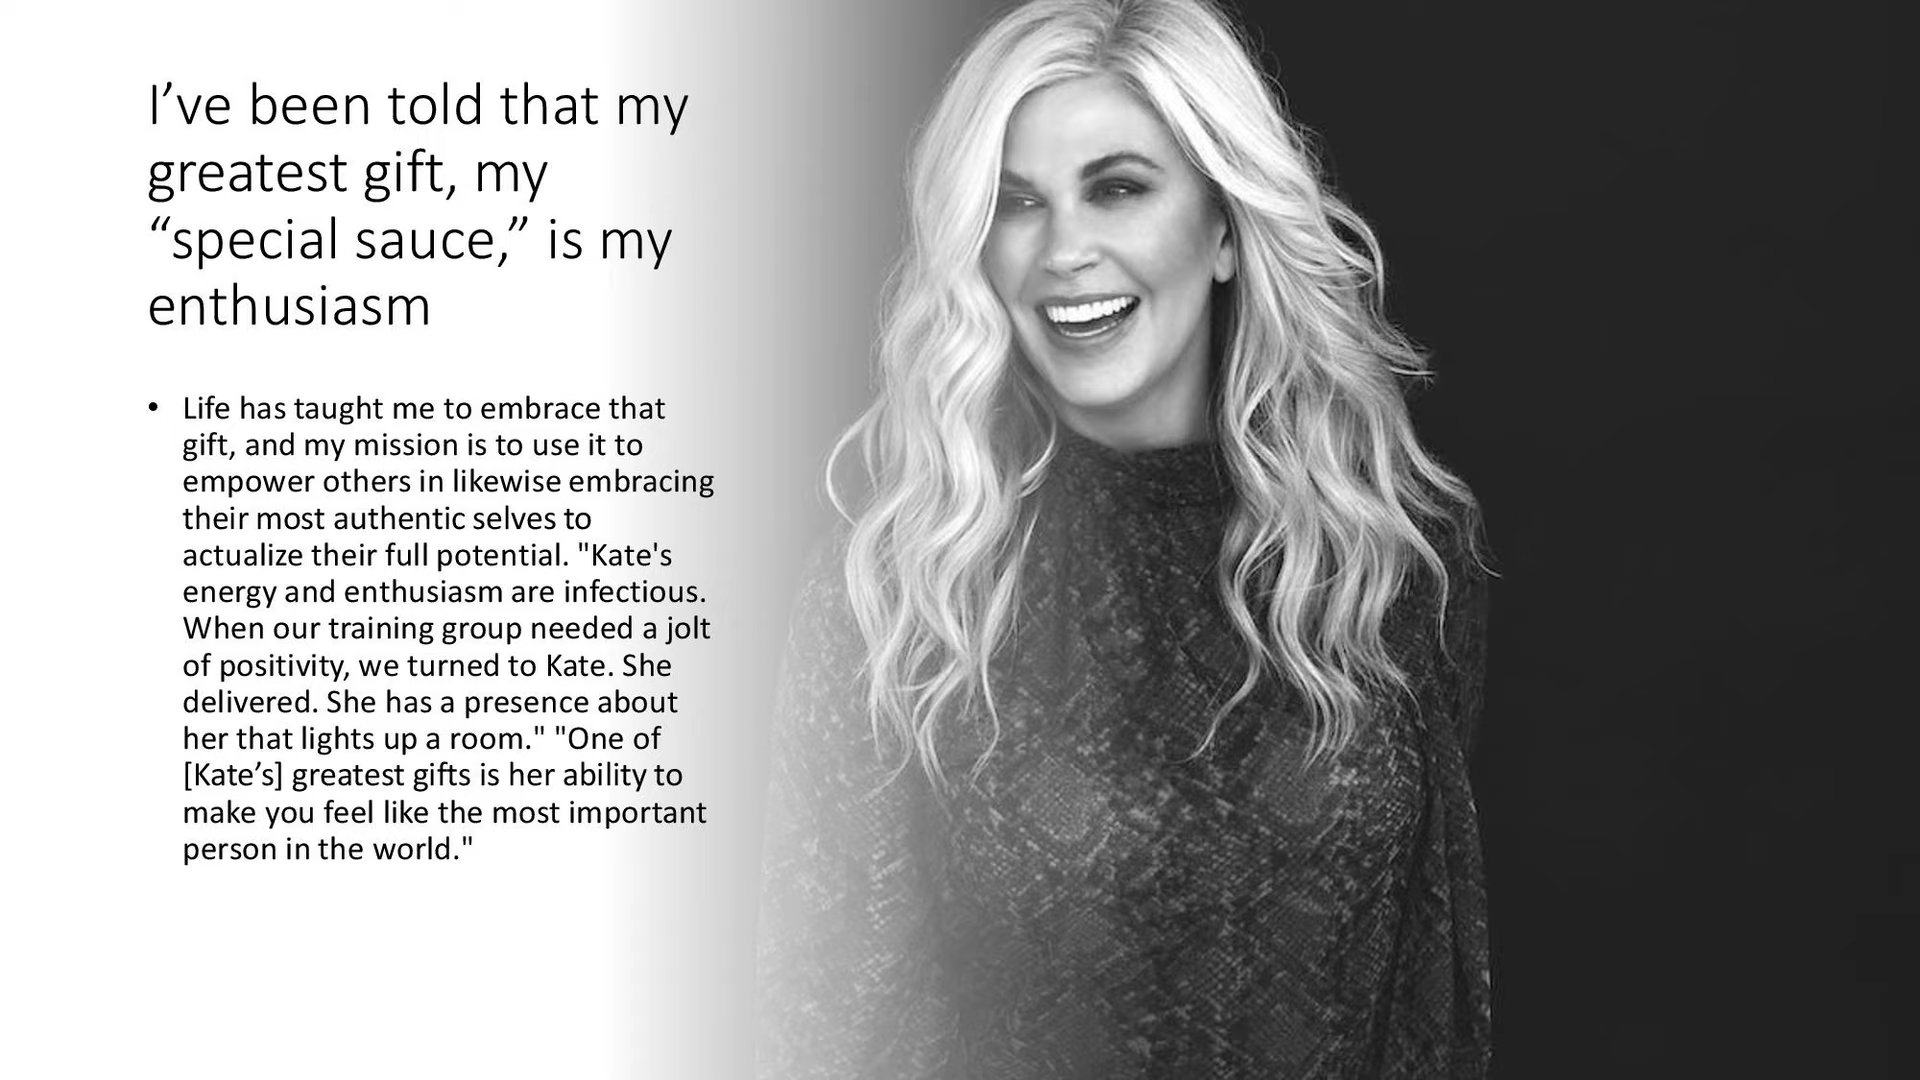 I’ve been told that my
greatest gift, my
“special sauce,” is my
enthusiasm
• Life has taught me to embrace that
gift, and my mission is to use it to
empower others in likewise embracing
their most authentic selves to
actualize their full potential. "Kate's
energy and enthusiasm are infectious.
When our training group needed a jolt
of positivity, we turned to Kate. She
delivered. She has a presence about
her that lights up a room." "One of
[Kate’s] greatest gifts is her ability to
make you feel like the most important
person in the world."